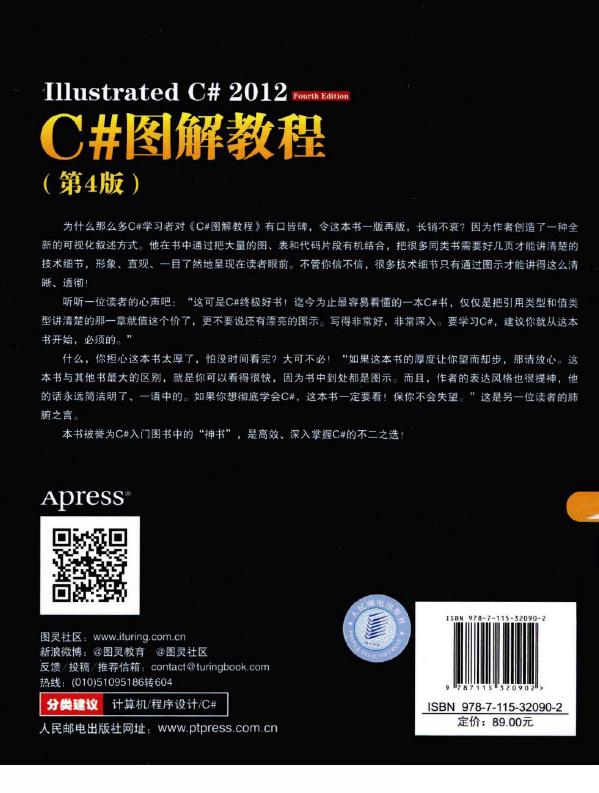 Illustrated C# 2012 Fourth Edition
C#图解教程
（第4版）
为什么那么多C#学习者对《C#图解教程》有口皆碑，令这本书一版再版，长销不衰？因为作者创造了一种全
新的可视化叙述方式。他在书中通过把大量的图、表和代码片段有机结合，把很多同类书需要好几页才能讲清楚的
技术细节，形象、直观、一目了然地呈现在读者眼前。不管你信不信，很多技术细节只有通过图示才能讲得这么清
晰、透彻！
听听一位读者的心声吧：“这可是C#终极好书！迄今为止最容易看懂的一本C#书，仅仅是把引用类型和值类
型讲清楚的那一章就值这个价了，更不要说还有漂亮的图示。写得非常好，非常深入。要学习C#，建议你就从这本
书开始，必须的。”
什么，你担心这本书太厚了，怕没时间看完？大可不必！“如果这本书的厚度让你望而却步，那请放心。这
本书与其他书最大的区别，就是你可以看得很快，因为书中到处都是图示。而且，作者的表达风格也很提神，他
的话永远简洁明了、一语中的。如果你想彻底学会C#，这本书一定要看！保你不会失望。”这是另一位读者的肺
腑之言。
本书被誉为C#入门图书中的“神书”，是高效、深入掌握C#的不二之选！
Apress®
图灵社区：www.ituring.com.cn
新浪微博：@图灵教育 @图灵社区
反馈/投稿/推荐信箱：contact@turingbook.com
热线：(010)51095186转604
分类建议 计算机/程序设计/C#
人民邮电出版社网址：www.ptpress.com.cn
人民邮电出版社
ISBN 978-7-115-32090-2
9 787115 320902 >
ISBN 978-7-115-32090-2
定价：89.00元